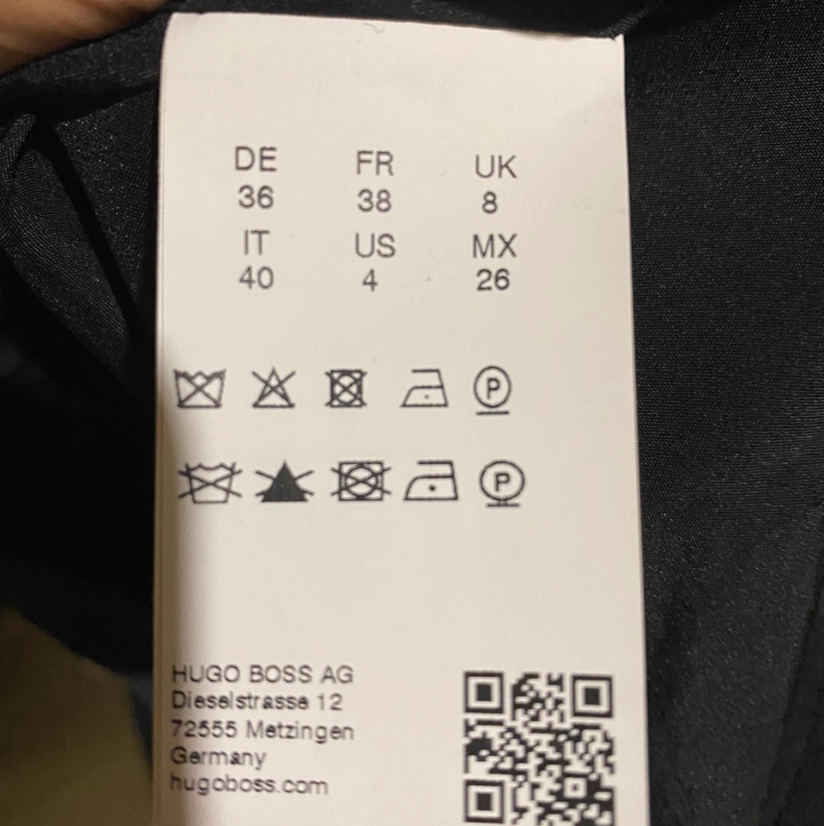 DE FR UK
36 38 8
IT US MX
40 4 26
P
P
HUGO BOSS AG
Dieselstrasse 12
72555 Metzingen
Germany
hugoboss.com